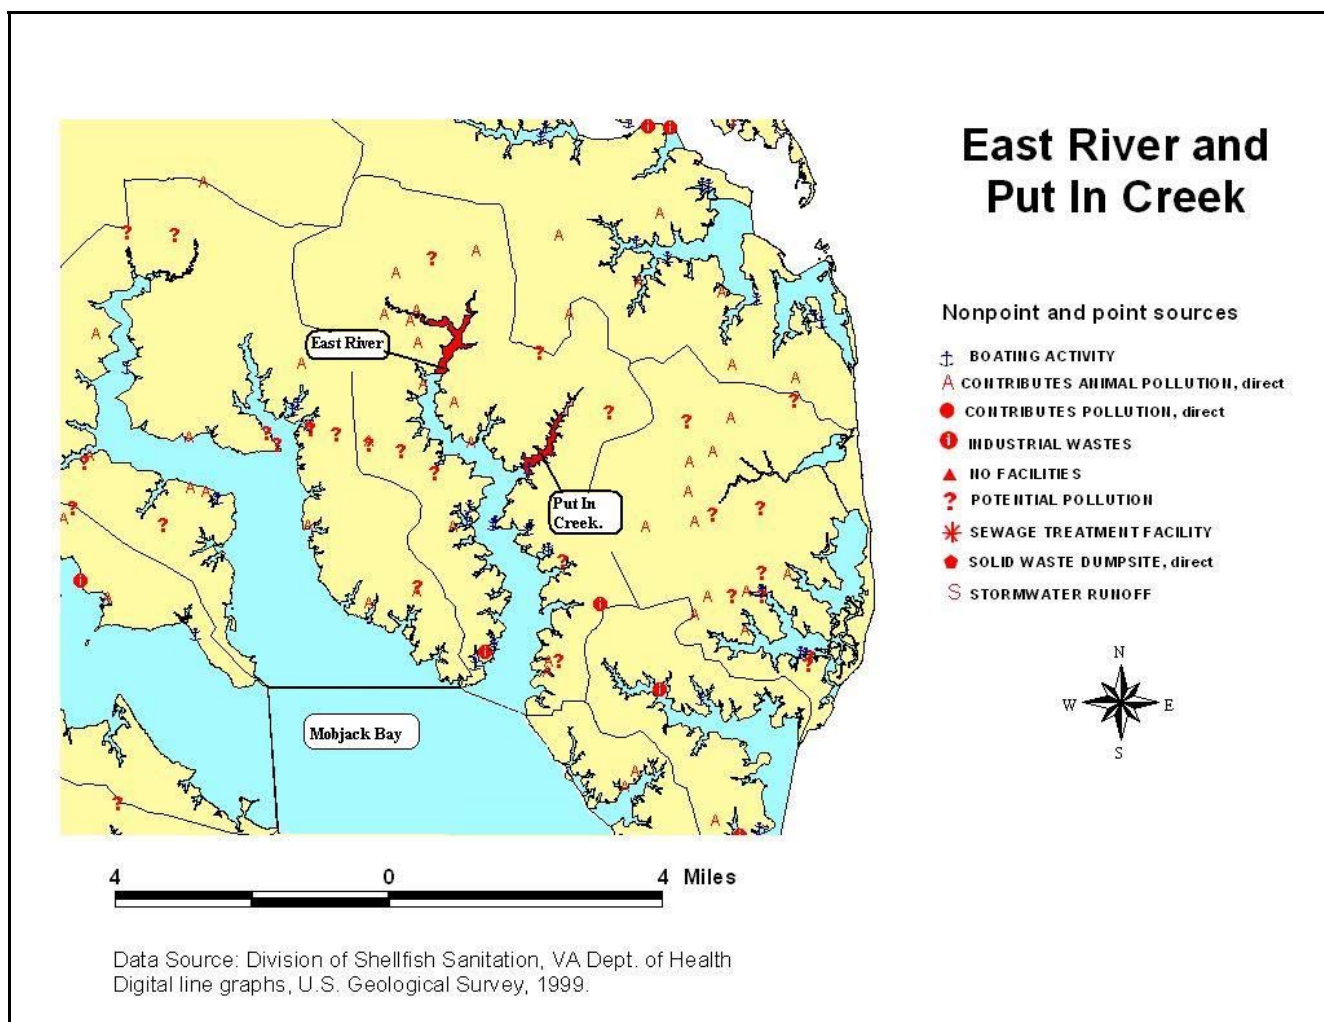 East River and
Put In Creek
Nonpoint and point sources
BOATING ACTIVITY
A CONTRIBUTES ANIMAL POLLUTION, direct
CONTRIBUTES POLLUTION, direct
i INDUSTRIAL WASTES
NO FACILITIES
? POTENTIAL POLLUTION
SEWAGE TREATMENT FACILITY
SOLID WASTE DUMPSITE, direct
S STORMWATER RUNOFF
East River
Put In
Creek.
Mobjack Bay
N
W E
S
4 0 4 Miles
Data Source: Division of Shellfish Sanitation, VA Dept. of Health
Digital line graphs, U.S. Geological Survey, 1999.